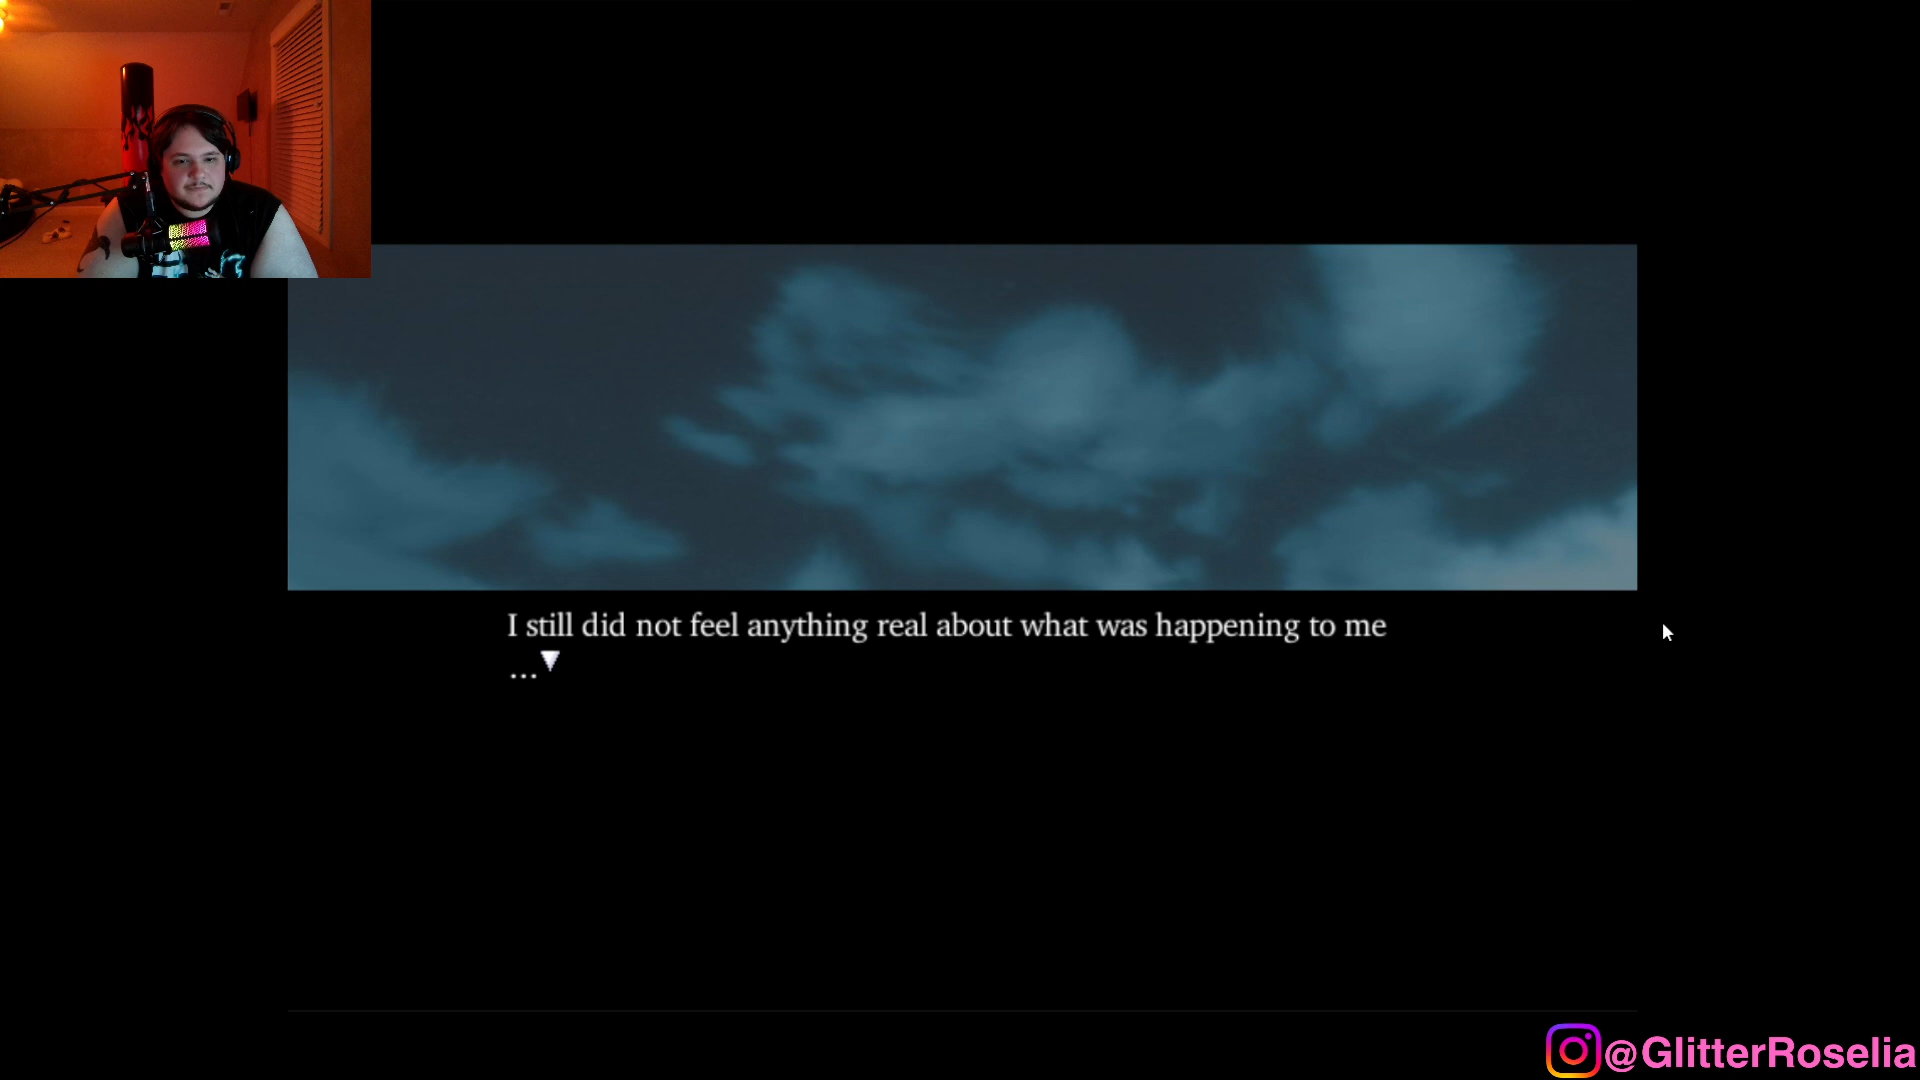 I still did not feel anything real about what was happening to me
...
@GlitterRoselia